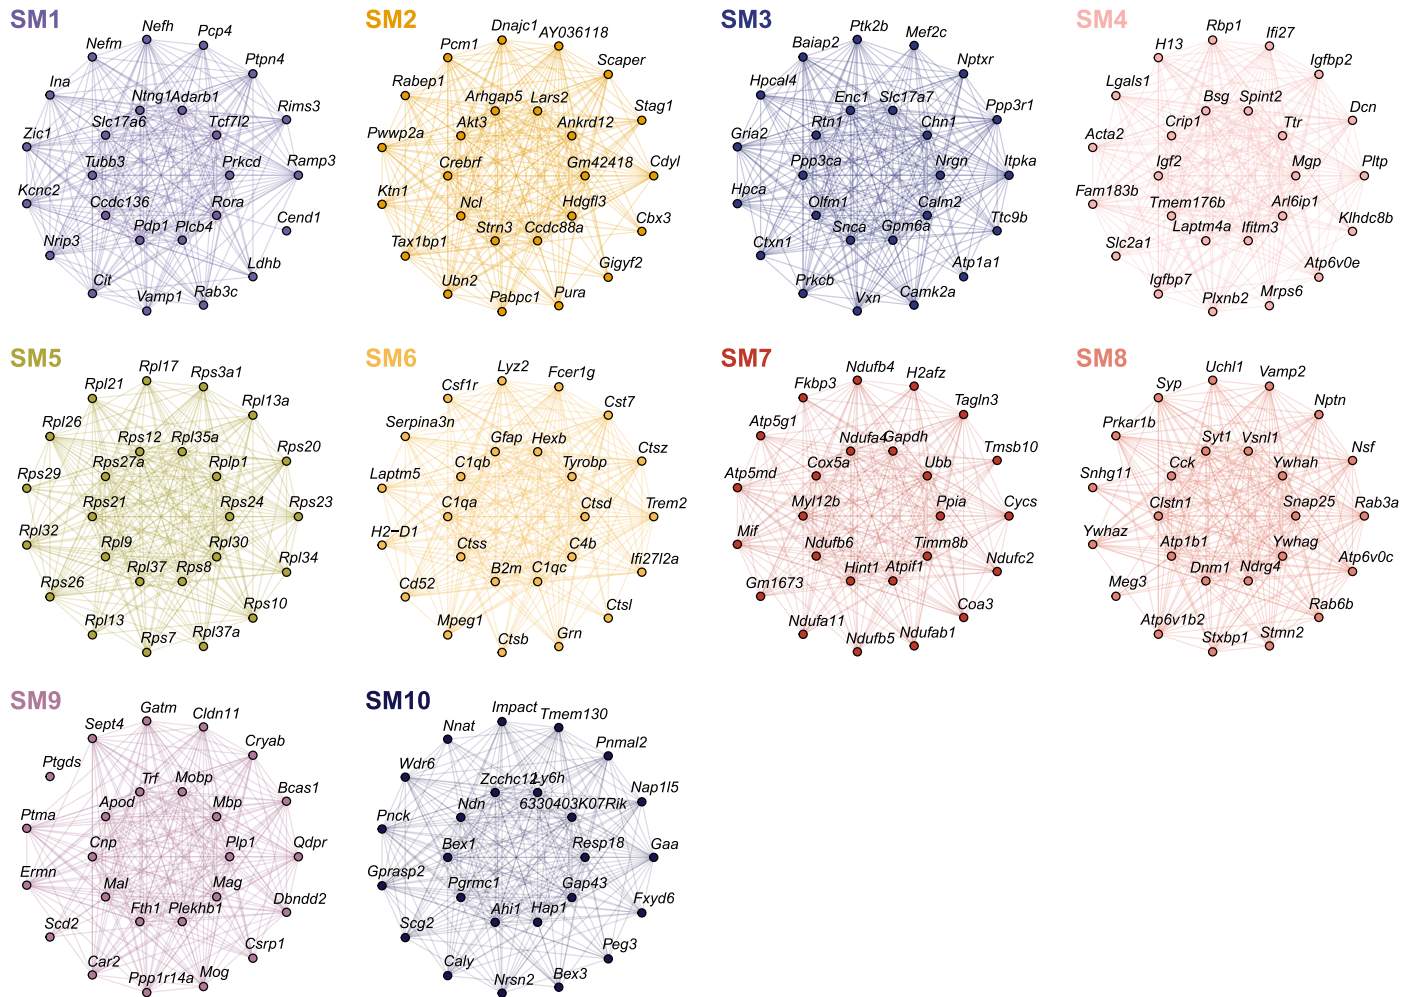 SM1
Nefh
Pcp4
Nefm
Ptpn4
Ina
Ntng1
Adarb1
Rims3
Slc17a6
Tcf7l2
Zic1
Tubb3
Prkcd
Ramp3
Kcnc2
Ccdc136
Rora
Cend1
Pdp1
Plcb4
Nrip3
Ldhb
Cit
Vamp1
Rab3c
SM2
Dnajc1
AY036118
Pcm1
Scaper
Rabep1
Arhgap5
Lars2
Stag1
Akt3
Ankrd12
Pwwp2a
Crebrf
Gm42418
Cdyl
Ktn1
Ncl
Hdgfl3
Cbx3
Strn3
Ccdc88a
Tax1bp1
Gigyf2
Ubn2
Pabpc1
Pura
SM3
Ptk2b
Mef2c
Baiap2
Nptxr
Hpcal4
Enc1
Slc17a7
Ppp3r1
Rtn1
Chn1
Gria2
Ppp3ca
Nrgn
Itpka
Hpca
Olfm1
Calm2
Ttc9b
Snca
Gpm6a
Ctxn1
Atp1a1
Prkcb
Vxn
Camk2a
SM4
Rbp1
Ifi27
H13
Igfbp2
Lgals1
Bsg
Spint2
Dcn
Crip1
Ttr
Acta2
Igf2
Mgp
Pltp
Fam183b
Tmem176b
Arl6ip1
Klhdc8b
Laptm4a
Ifitm3
Slc2a1
Atp6v0e
Igfbp7
Plxnb2
Mrps6
SM5
Rpl17
Rps3a1
Rpl21
Rpl13a
Rpl26
Rps12
Rpl35a
Rps20
Rps27a
Rplp1
Rps29
Rps21
Rps24
Rps23
Rpl32
Rpl9
Rpl30
Rpl34
Rpl37
Rps8
Rps26
Rps10
Rpl13
Rps7
Rpl37a
SM6
Lyz2
Fcer1g
Csf1r
Cst7
Serpina3n
Gfap
Hexb
Ctsz
C1qb
Tyrobp
Laptm5
C1qa
Ctsd
Trem2
H2−D1
Ctss
C4b
Ifi27l2a
B2m
C1qc
Cd52
Ctsl
Mpeg1
Ctsb
Grn
SM7
Ndufb4
H2afz
Fkbp3
Tagln3
Atp5g1
Ndufa4
Gapdh
Tmsb10
Cox5a
Ubb
Atp5md
Myl12b
Ppia
Cycs
Mif
Ndufb6
Timm8b
Ndufc2
Hint1
Atpif1
Gm1673
Coa3
Ndufa11
Ndufb5
Ndufab1
SM8
Uchl1
Vamp2
Syp
Nptn
Prkar1b
Syt1
Vsnl1
Nsf
Cck
Ywhah
Snhg11
Clstn1
Snap25
Rab3a
Ywhaz
Atp1b1
Ywhag
Atp6v0c
Dnm1
Ndrg4
Meg3
Rab6b
Atp6v1b2
Stxbp1
Stmn2
SM9
Gatm
Cldn11
Sept4
Cryab
Ptgds
Trf
Mobp
Bcas1
Apod
Mbp
Ptma
Cnp
Plp1
Qdpr
Ermn
Mal
Mag
Dbndd2
Fth1
Plekhb1
Scd2
Csrp1
Car2
Ppp1r14a
Mog
SM10
Impact
Tmem130
Nnat
Pnmal2
Wdr6
Zcchc12
Ly6h
Nap1l5
Ndn
6330403K07Rik
Pnck
Bex1
Resp18
Gaa
Gprasp2
Pgrmc1
Gap43
Fxyd6
Ahi1
Hap1
Scg2
Peg3
Caly
Nrsn2
Bex3